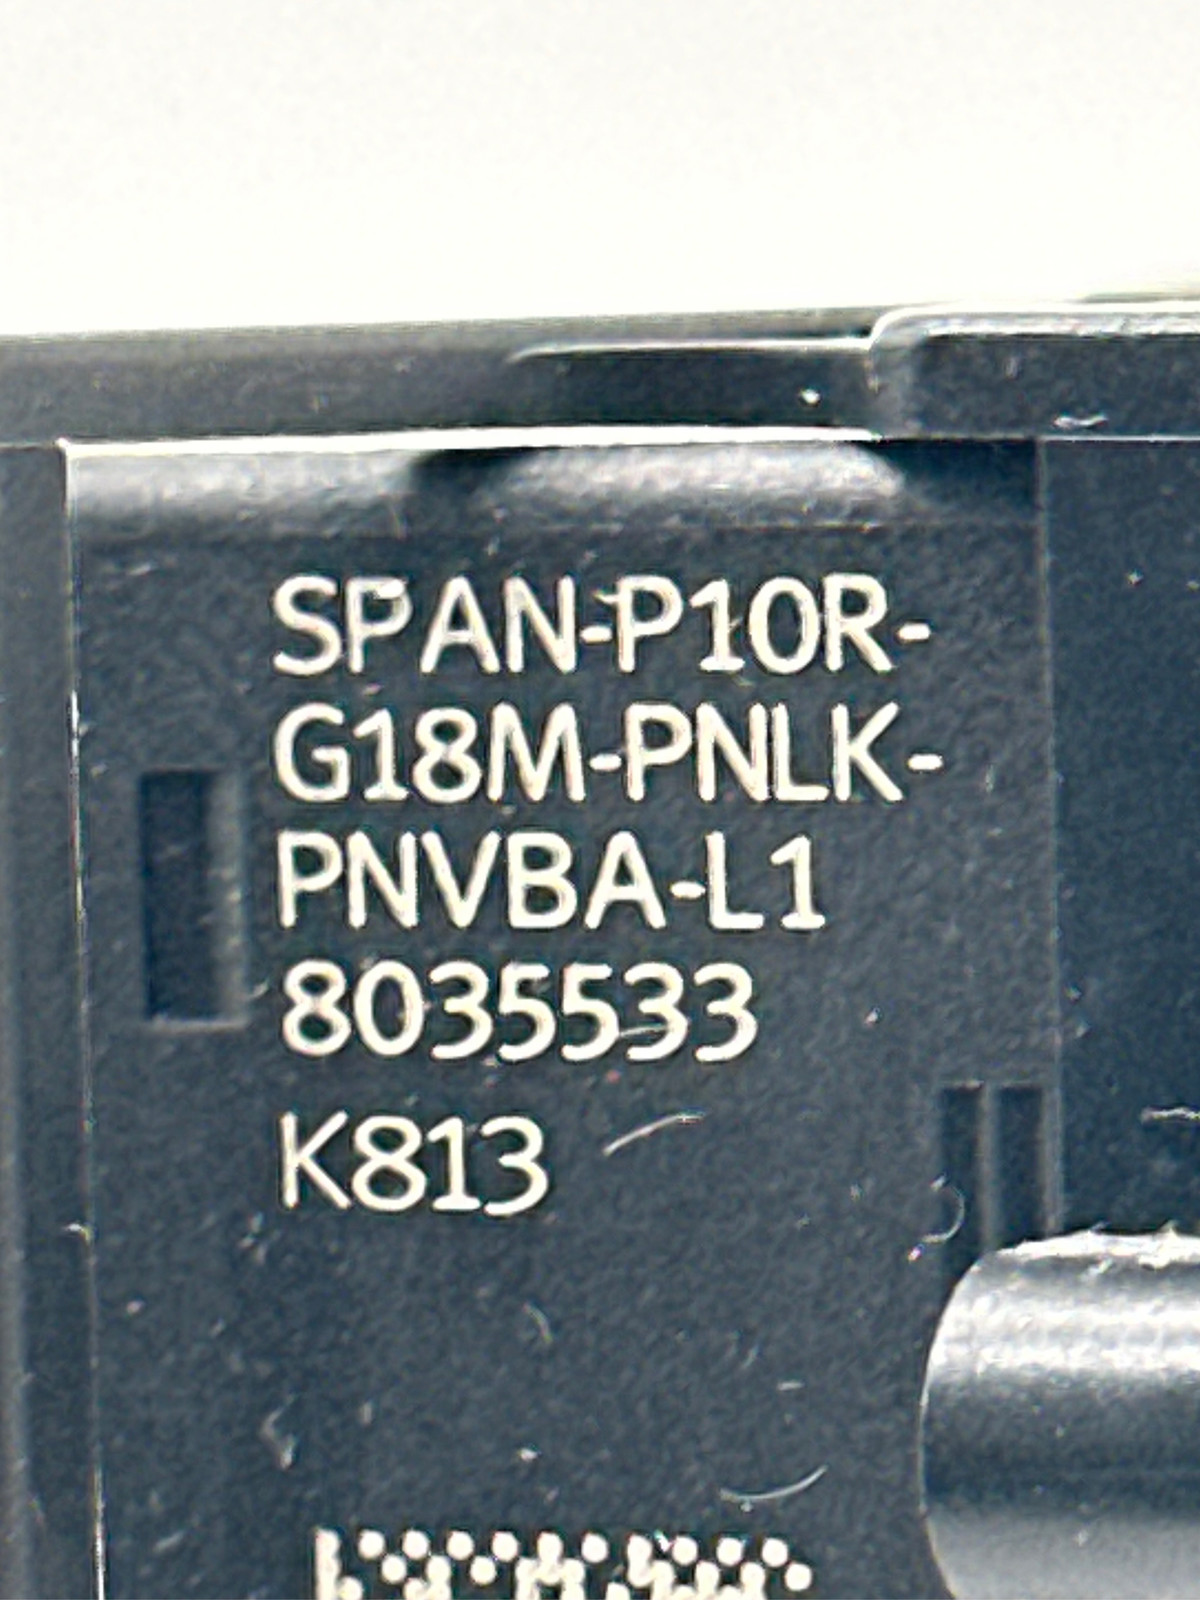 SPAN-P10R-
G18M-PNLK-
PNVBA-L1
8035533
K813